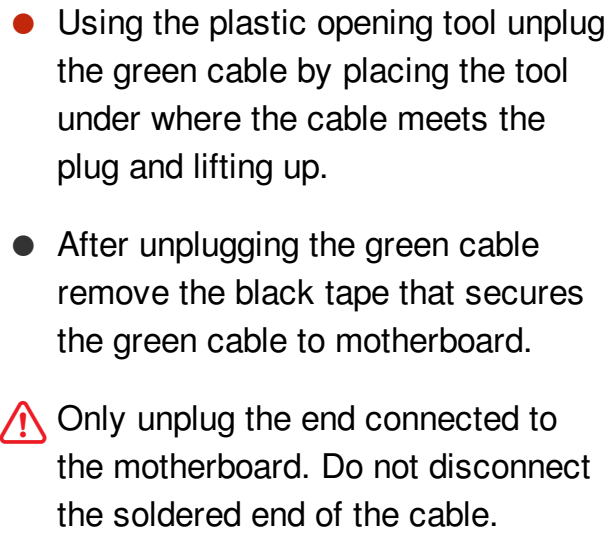 Using the plastic opening tool unplug
the green cable by placing the tool
under where the cable meets the
plug and lifting up.
After unplugging the green cable
remove the black tape that secures
the green cable to motherboard.
Only unplug the end connected to
the motherboard. Do not disconnect
the soldered end of the cable.